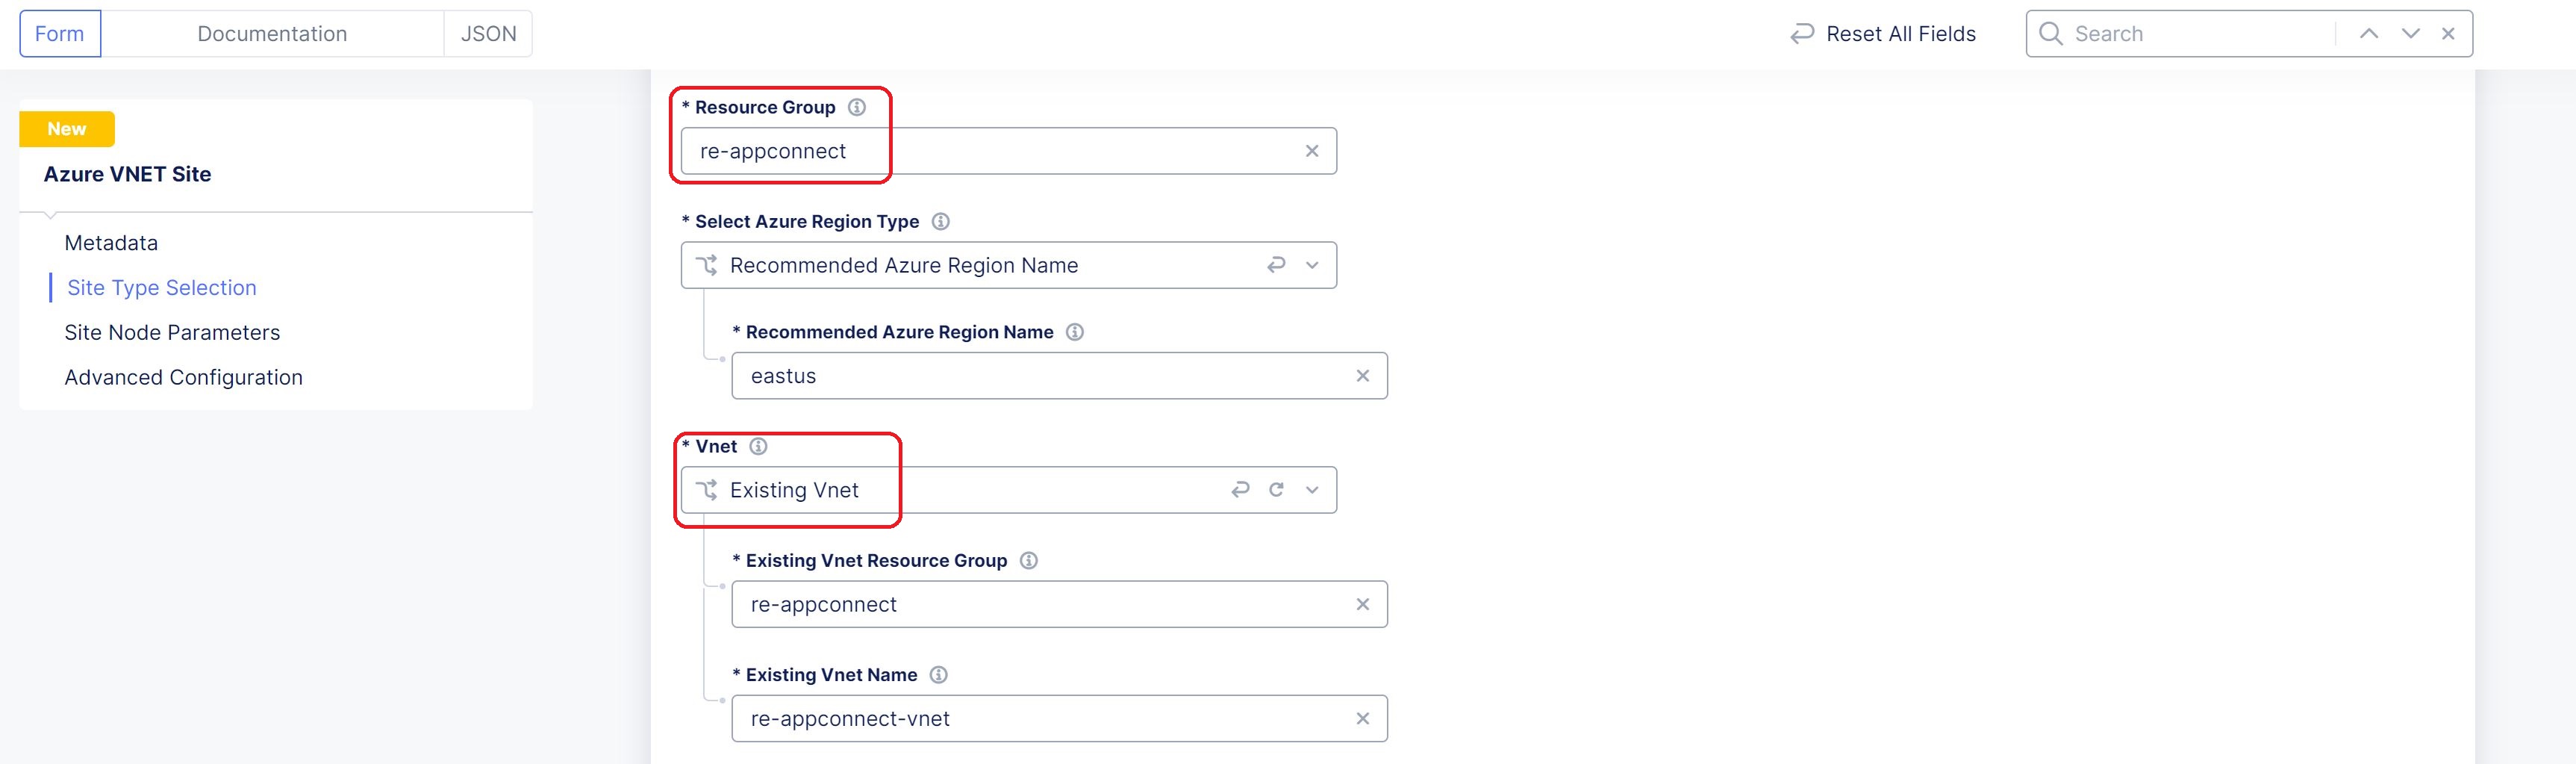 Form
Documentation
JSON
Reset All Fields
Search
New
Azure VNET Site
Metadata
Site Type Selection
Site Node Parameters
Advanced Configuration
* Resource Group
re-appconnect
* Select Azure Region Type
Recommended Azure Region Name
* Recommended Azure Region Name
eastus
* Vnet
Existing Vnet
* Existing Vnet Resource Group
re-appconnect
* Existing Vnet Name
re-appconnect-vnet